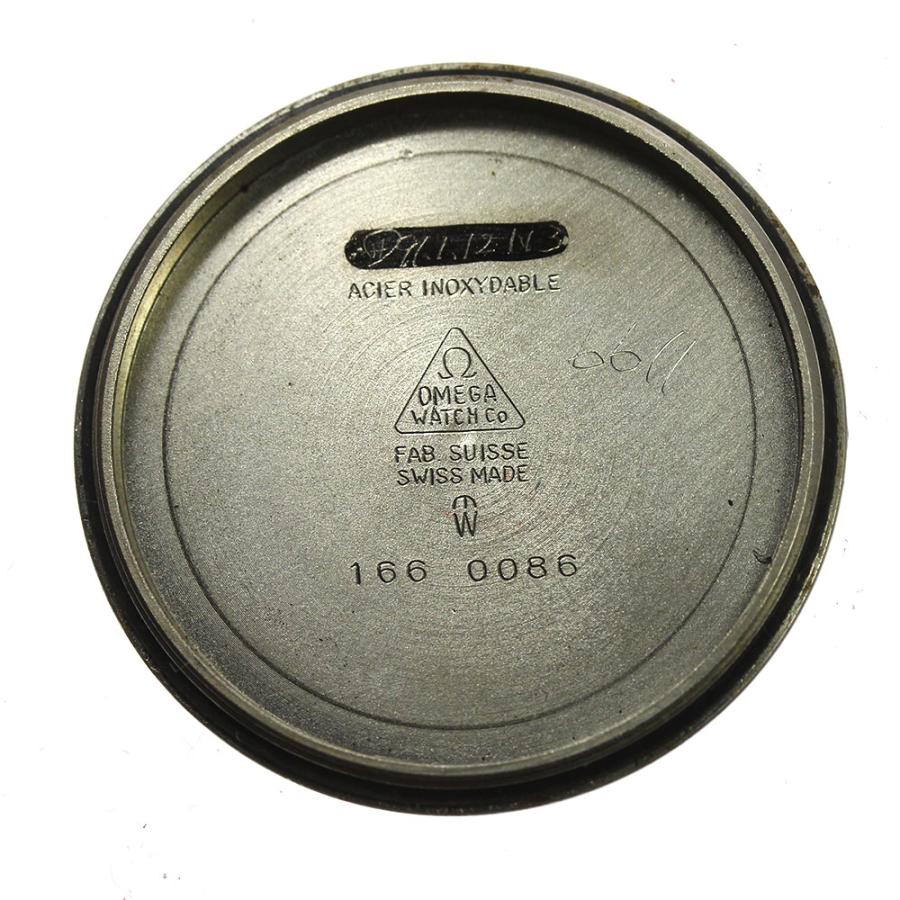 ACIER INOXYDABLE
Ω
OMEGA
WATCH Co
FAB. SUISSE
SWISS MADE
166 0086